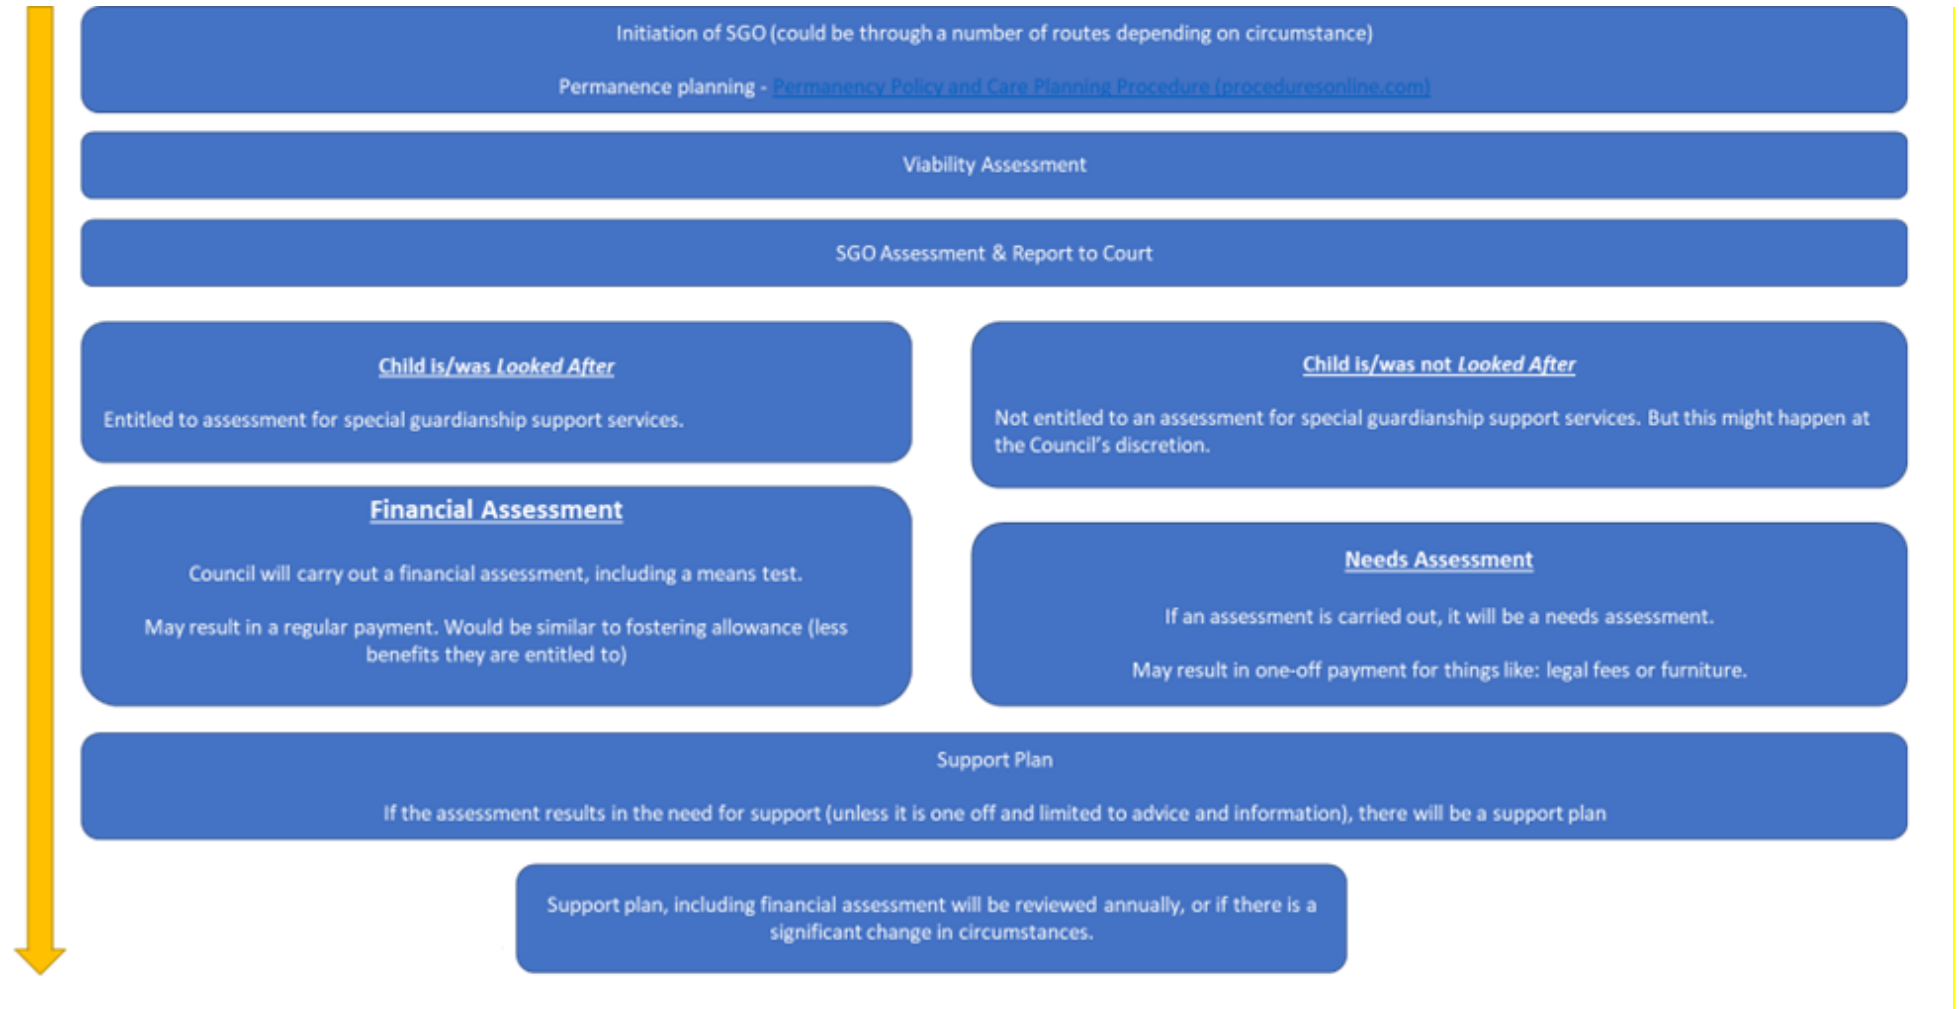 Initiation of SGO (could be through a number of routes depending on circumstance)
Permanence planning - Permanency Policy and Care Planning Procedure (proceduresonline.com)
Viability Assessment
SGO Assessment & Report to Court
Child is/was Looked After
Entitled to assessment for special guardianship support services.
Child is/was not Looked After
Not entitled to an assessment for special guardianship support services. But this might happen at
the Council's discretion.
Financial Assessment
Council will carry out a financial assessment, including a means test.
May result in a regular payment. Would be similar to fostering allowance (less
benefits they are entitled to)
Needs Assessment
If an assessment is carried out, it will be a needs assessment.
May result in one-off payment for things like: legal fees or furniture.
Support Plan
If the assessment results in the need for support (unless it is one off and limited to advice and information), there will be a support plan
Support plan, including financial assessment will be reviewed annually, or if there is a
significant change in circumstances.